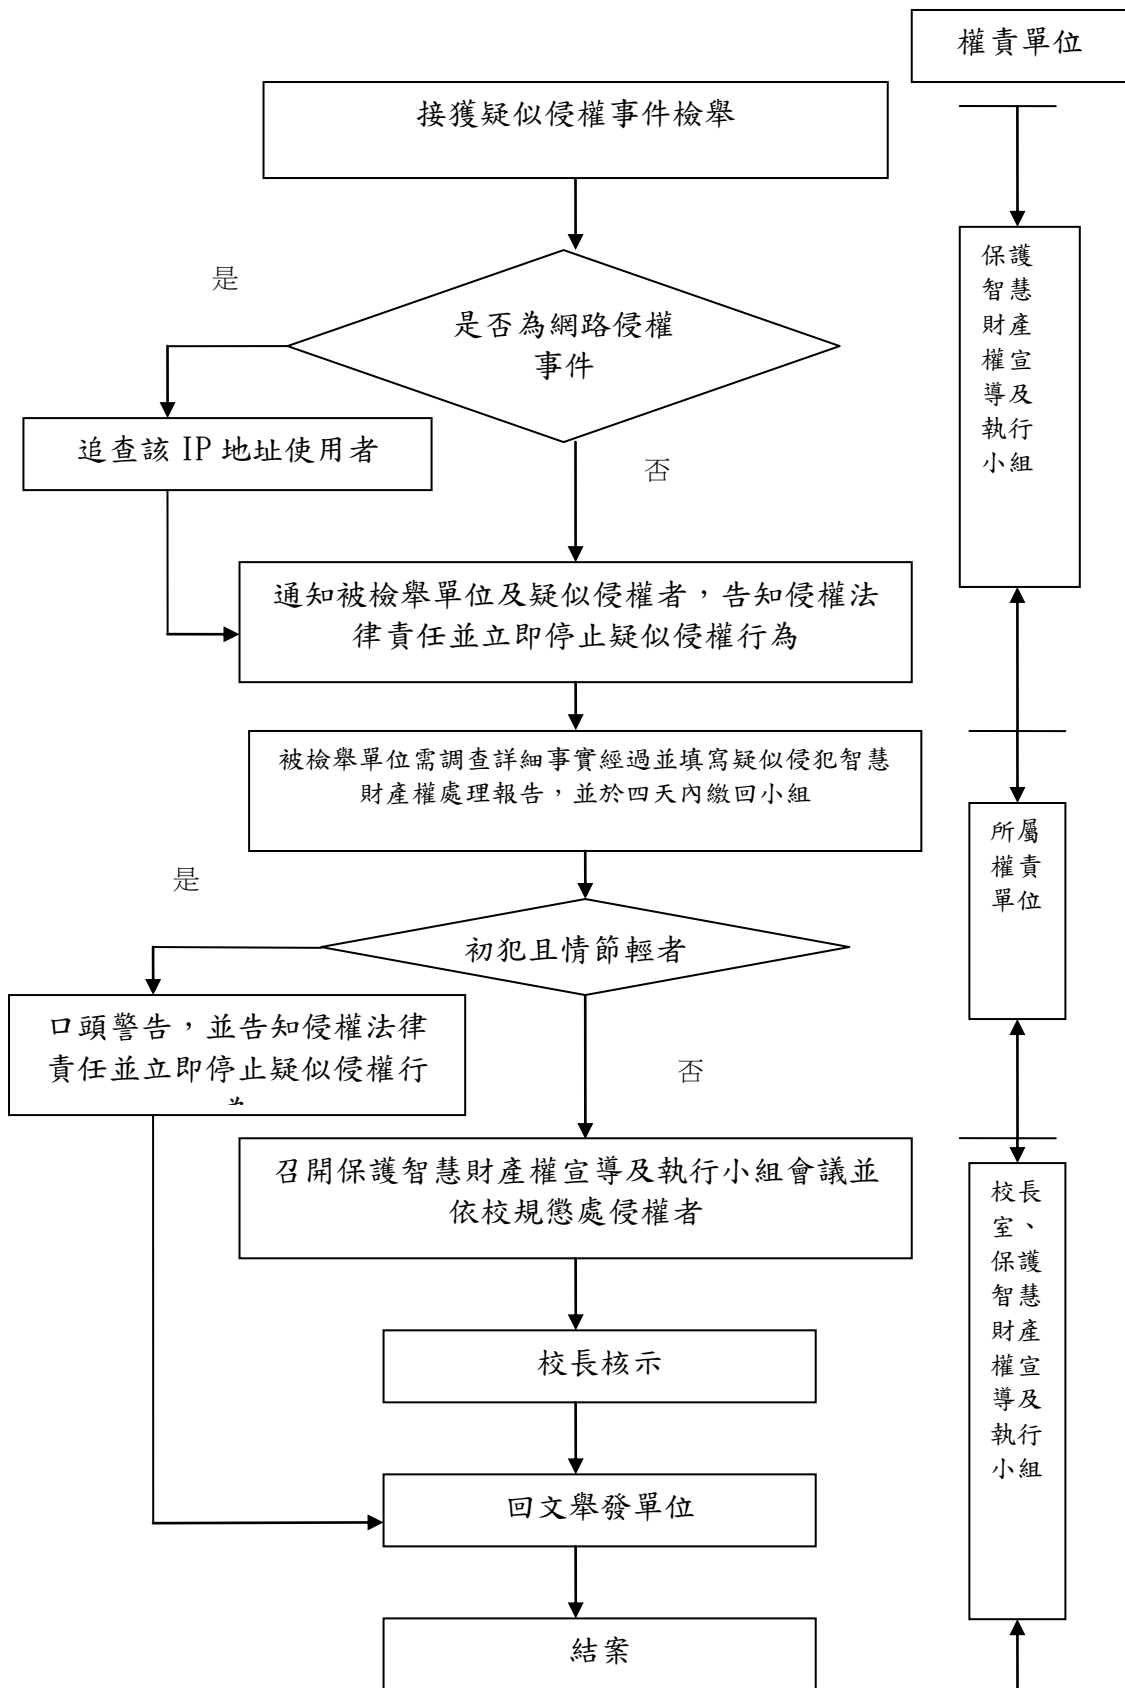 權責單位
接獲疑似侵權事件檢舉
是
是否為網路侵權
事件
追查該 IP 地址使用者
否
通知被檢舉單位及疑似侵權者，告知侵權法
律責任並立即停止疑似侵權行為
被檢舉單位需調查詳細事實經過並填寫疑似侵犯智慧
財產權處理報告，並於四天內繳回小組
是
初犯且情節輕者
口頭警告，並告知侵權法律
責任並立即停止疑似侵權行
否
召開保護智慧財產權宣導及執行小組會議並
依校規懲處侵權者
校長核示
回文舉發單位
結案
保護
智慧
財產
權宣
導及
執行
小組
所屬
權責
單位
校長
室、
保護
智慧
財產
權宣
導及
執行
小組